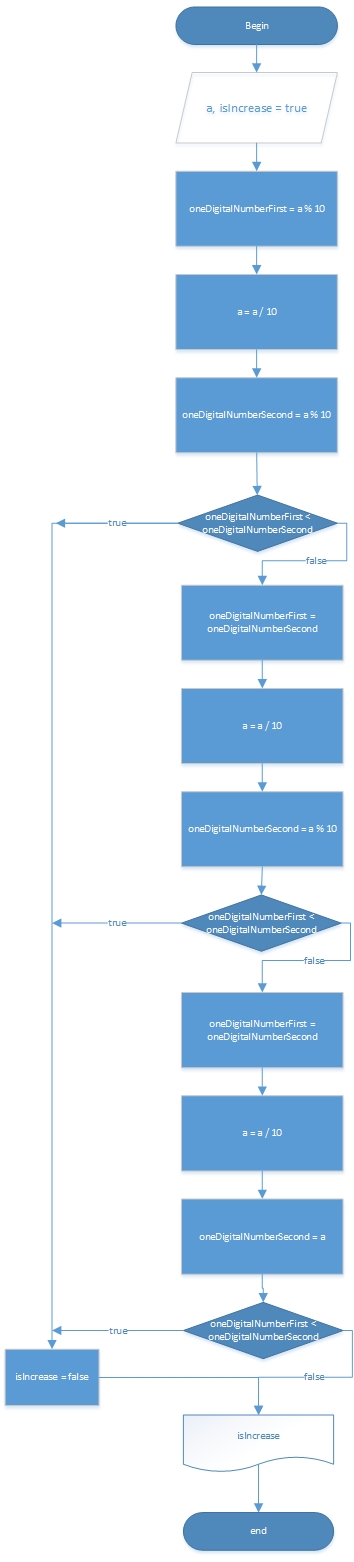 Begin
a, isIncrease = true
oneDigitalNumberFirst = a % 10
a = a / 10
oneDigitalNumberSecond = a % 10
oneDigitalNumberFirst <
oneDigitalNumberSecond
true
false
oneDigitalNumberFirst =
oneDigitalNumberSecond
a = a / 10
oneDigitalNumberSecond = a % 10
oneDigitalNumberFirst <
oneDigitalNumberSecond
true
false
oneDigitalNumberFirst =
oneDigitalNumberSecond
a = a / 10
oneDigitalNumberSecond = a
oneDigitalNumberFirst <
oneDigitalNumberSecond
true
false
isIncrease = false
isIncrease
end